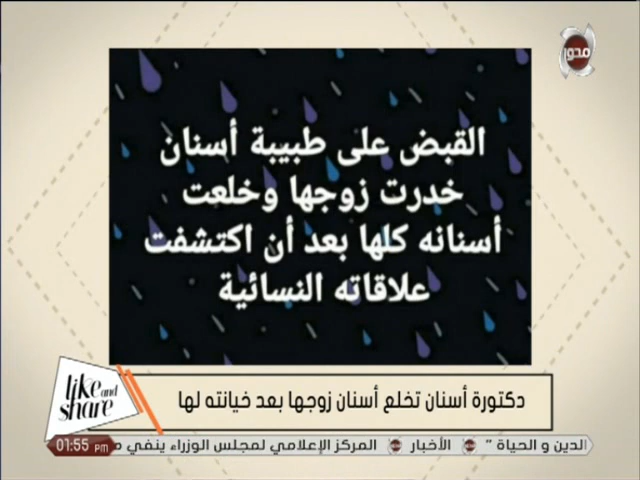 محور
القبض على طبيبة أسنان
خدرت زوجها وخلعت
أسنانه كلها بعد أن اكتشفت
علاقاته النسائية
like and
share
دكتورة أسنان تخلع أسنان زوجها بعد خيانته لها
الدين و الحياة " الأخبار المركز الإعلامي لمجلس الوزراء ينفي
01:55 pm